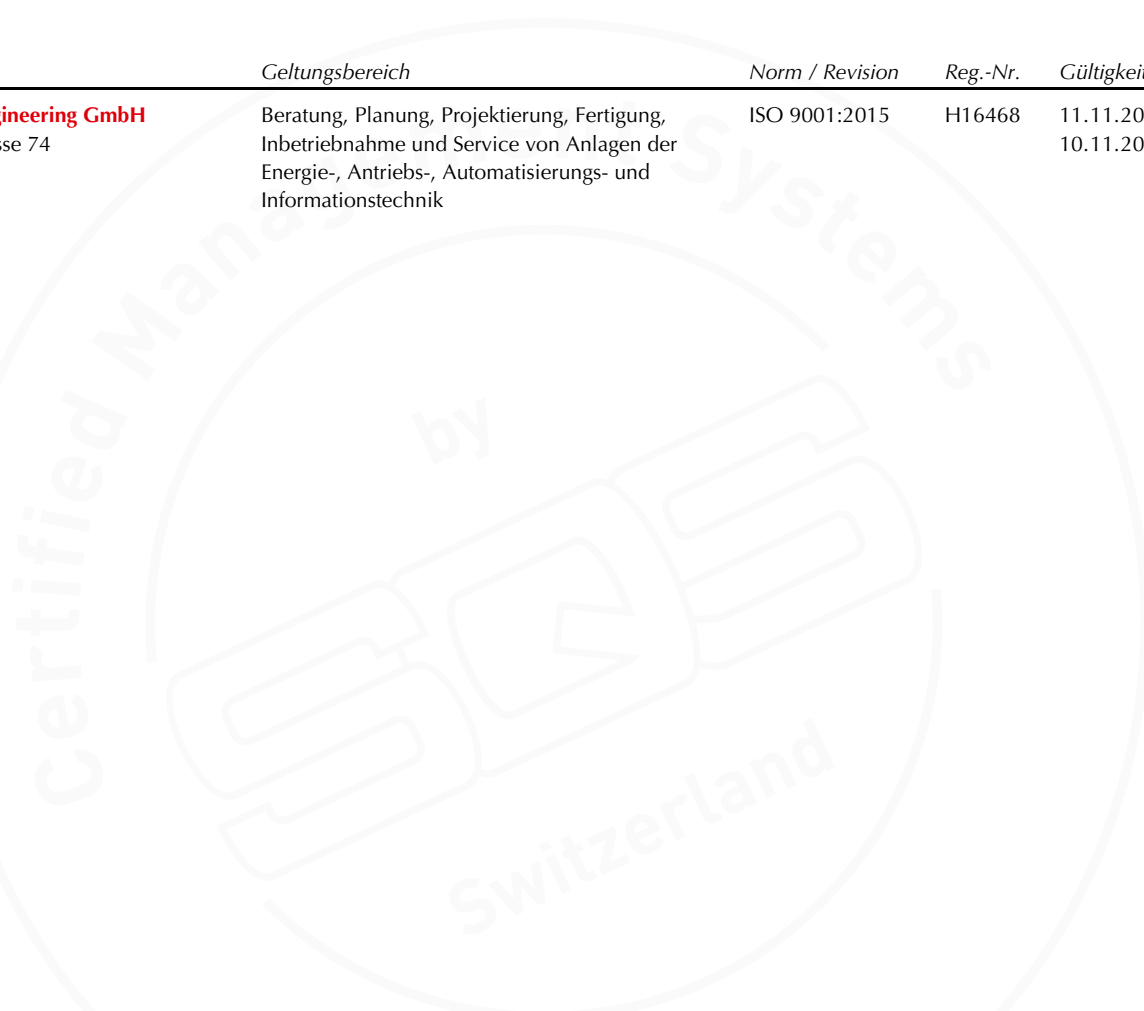 Geltungsbereich Norm / Revision Reg.-Nr. Gültigkeit
gineering GmbH Beratung, Planung, Projektierung, Fertigung, ISO 9001:2015 H16468 11.11.20
sse 74 Inbetriebnahme und Service von Anlagen der 10.11.20
Energie-, Antriebs-, Automatisierungs- und
Informationstechnik
Certified Management Systems
by
SQS
Switzerland